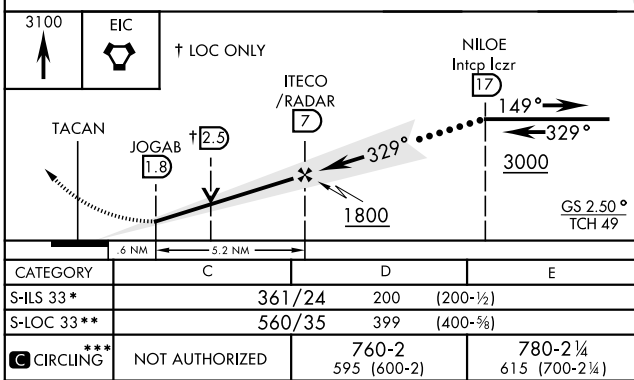 3100
EIC
† LOC ONLY
NILOE
Intcp Iczr
17
ITECO
/RADAR
7
149°
329°
TACAN
JOGAB
1.8
† 2.5
329°
3000
1800
GS 2.50°
TCH 49
.6 NM
5.2 NM
CATEGORY C D E
S-ILS 33* 361/24 200 (200-½)
S-LOC 33** 560/35 399 (400-⅝)
C CIRCLING*** NOT AUTHORIZED 760-2 780-2¼
595 (600-2) 615 (700-2¼)